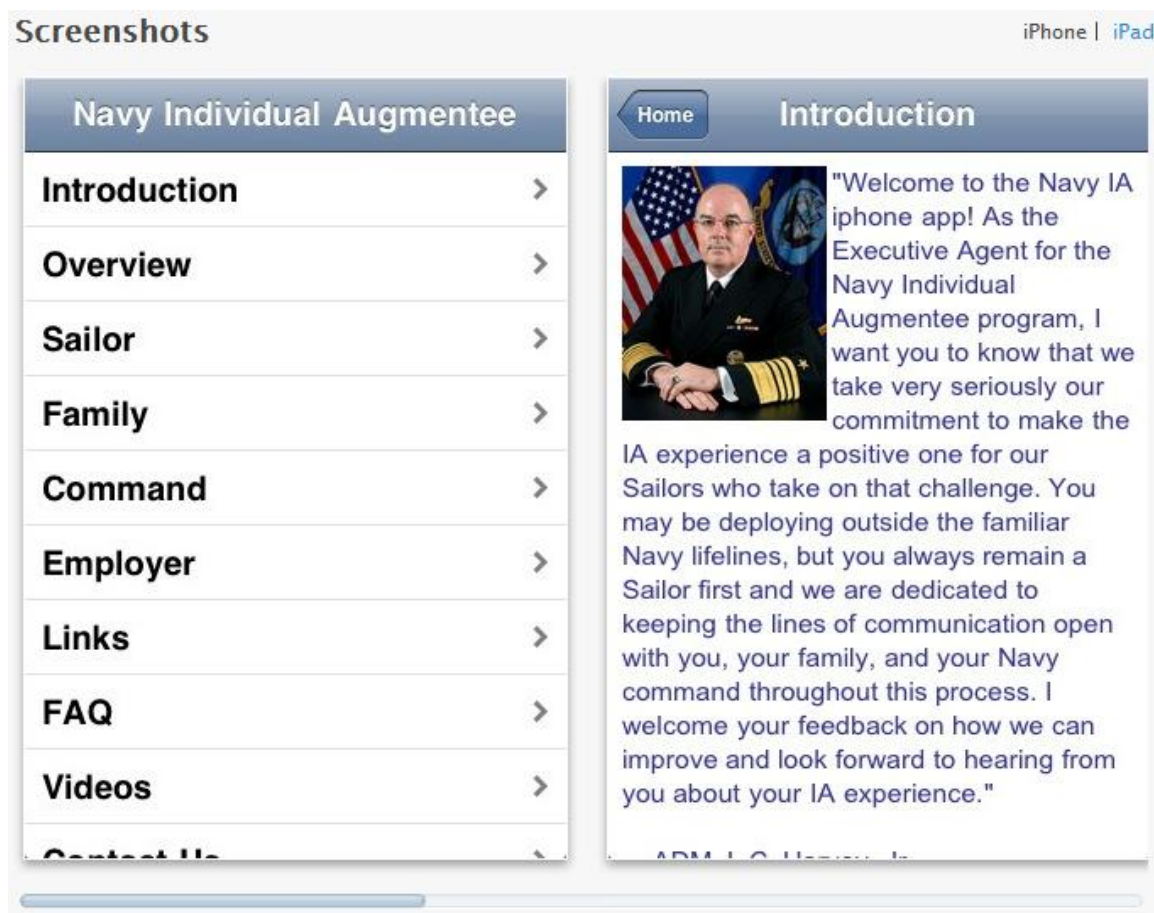 Screenshots
iPhone | iPad
Navy Individual Augmentee
Introduction
Overview
Sailor
Family
Command
Employer
Links
FAQ
Videos
Contact Us
Home
Introduction
"Welcome to the Navy IA
iphone app! As the
Executive Agent for the
Navy Individual
Augmentee program, I
want you to know that we
take very seriously our
commitment to make the
IA experience a positive one for our
Sailors who take on that challenge. You
may be deploying outside the familiar
Navy lifelines, but you always remain a
Sailor first and we are dedicated to
keeping the lines of communication open
with you, your family, and your Navy
command throughout this process. I
welcome your feedback on how we can
improve and look forward to hearing from
you about your IA experience."
ADM J. C. Harvey, Jr.